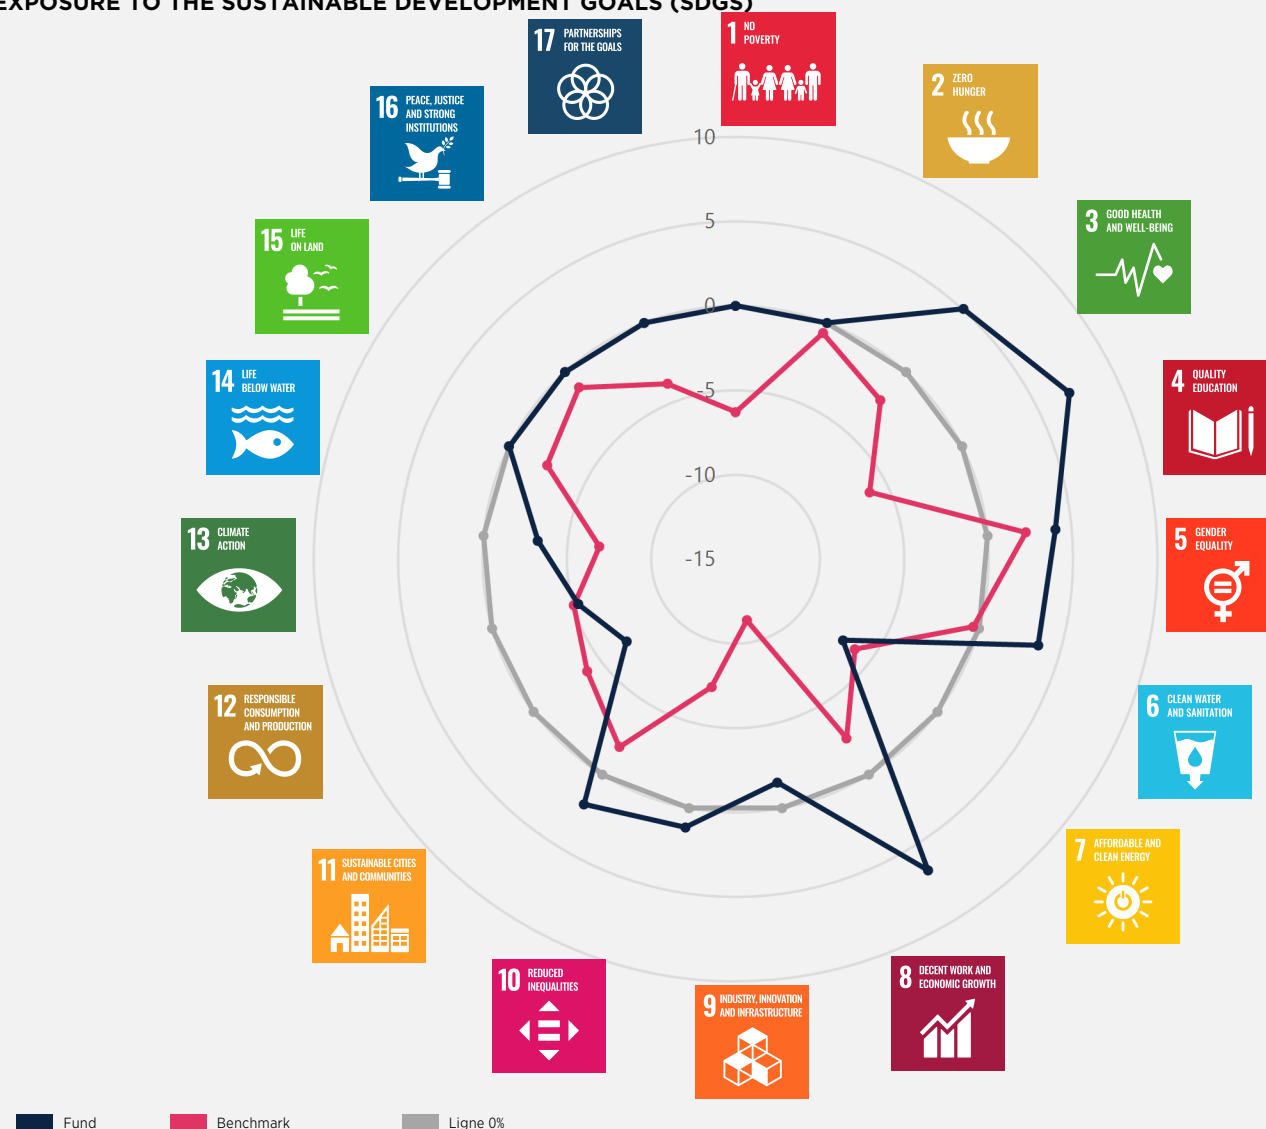 EXPOSURE TO THE SUSTAINABLE DEVELOPMENT GOALS (SDGS)
1 NO
POVERTY
2 ZERO
HUNGER
3 GOOD HEALTH
AND WELL-BEING
4 QUALITY
EDUCATION
5 GENDER
EQUALITY
6 CLEAN WATER
AND SANITATION
7 AFFORDABLE AND
CLEAN ENERGY
8 DECENT WORK AND
ECONOMIC GROWTH
9 INDUSTRY, INNOVATION
AND INFRASTRUCTURE
10 REDUCED
INEQUALITIES
11 SUSTAINABLE CITIES
AND COMMUNITIES
12 RESPONSIBLE
CONSUMPTION
AND PRODUCTION
13 CLIMATE
ACTION
14 LIFE
BELOW WATER
15 LIFE
ON LAND
16 PEACE, JUSTICE
AND STRONG
INSTITUTIONS
17 PARTNERSHIPS
FOR THE GOALS
10
5
0
-5
-10
-15
Fund
Benchmark
Ligne 0%